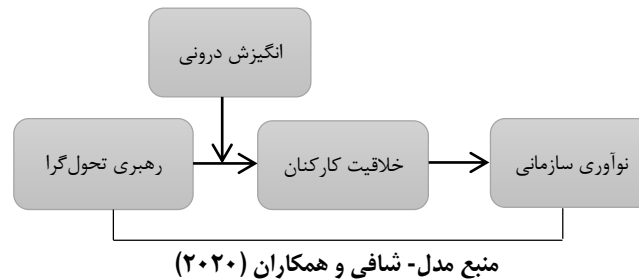 انگیزش درونی
رهبری تحول‌گرا
خلاقیت کارکنان
نوآوری سازمانی
منبع مدل- شافی و همکاران (۲۰۲۰)